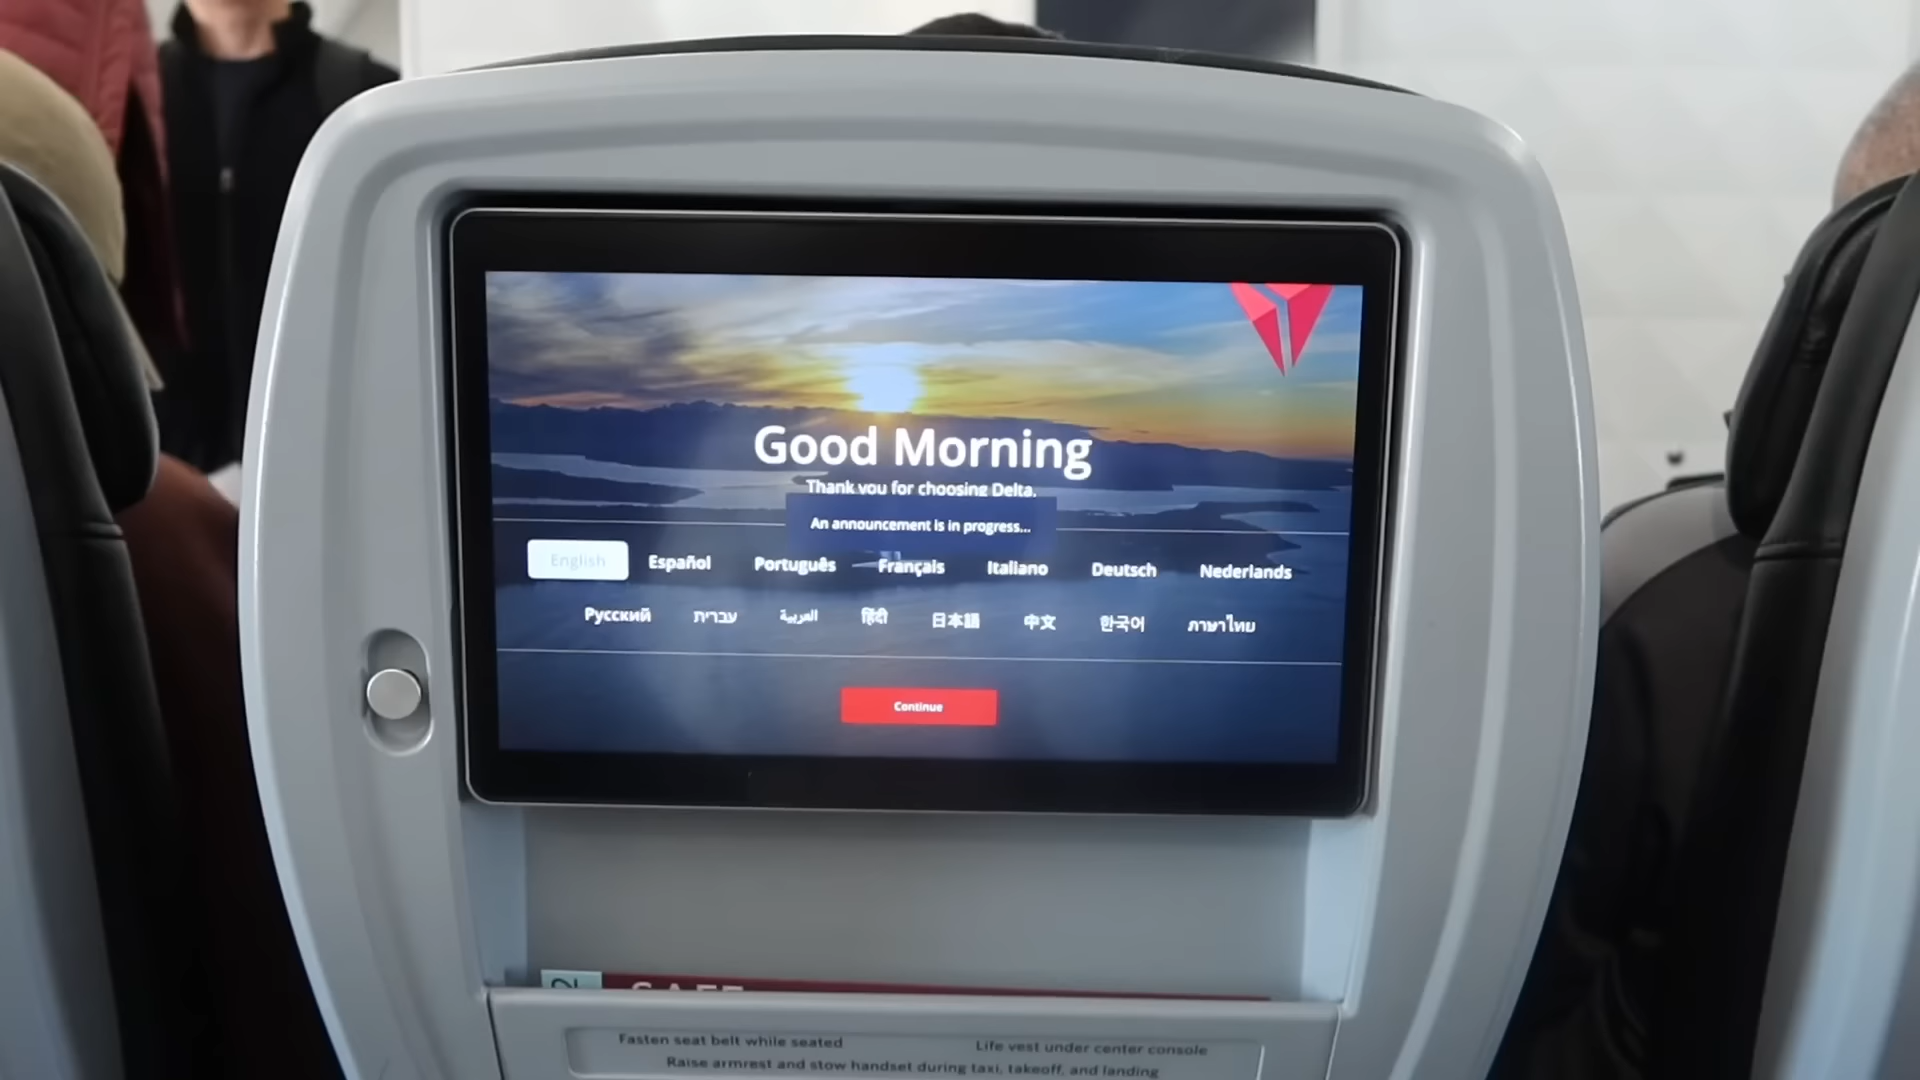 Good Morning
Thank you for choosing Delta.
An announcement is in progress...
English Español Português Français Italiano Deutsch Nederlands
Русский עברית العربية हिंदी 日本語 中文 한국어 ภาษาไทย
Continue
Fasten seat belt while seated Life vest under center console
Raise armrest and stow handset during taxi, takeoff, and landing